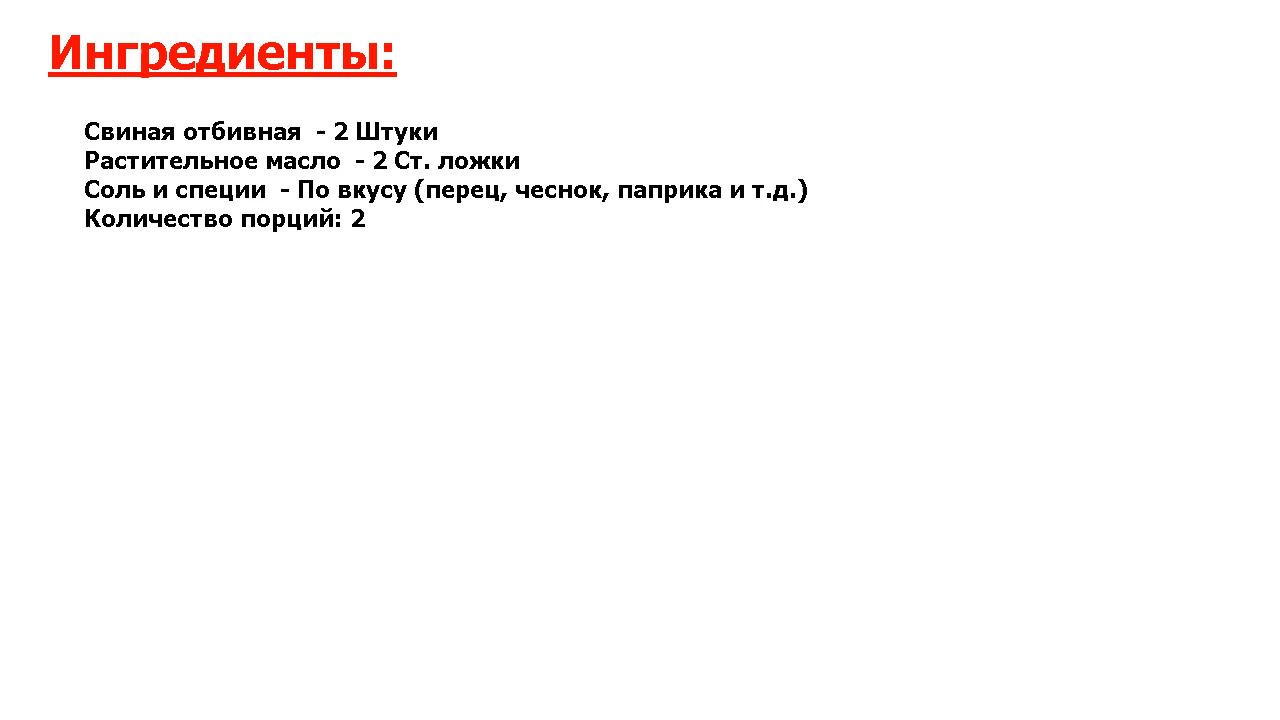 Ингредиенты:
Свиная отбивная  - 2 Штуки
Растительное масло  - 2 Ст. ложки
Соль и специи  - По вкусу (перец, чеснок, паприка и т.д.)
Количество порций: 2